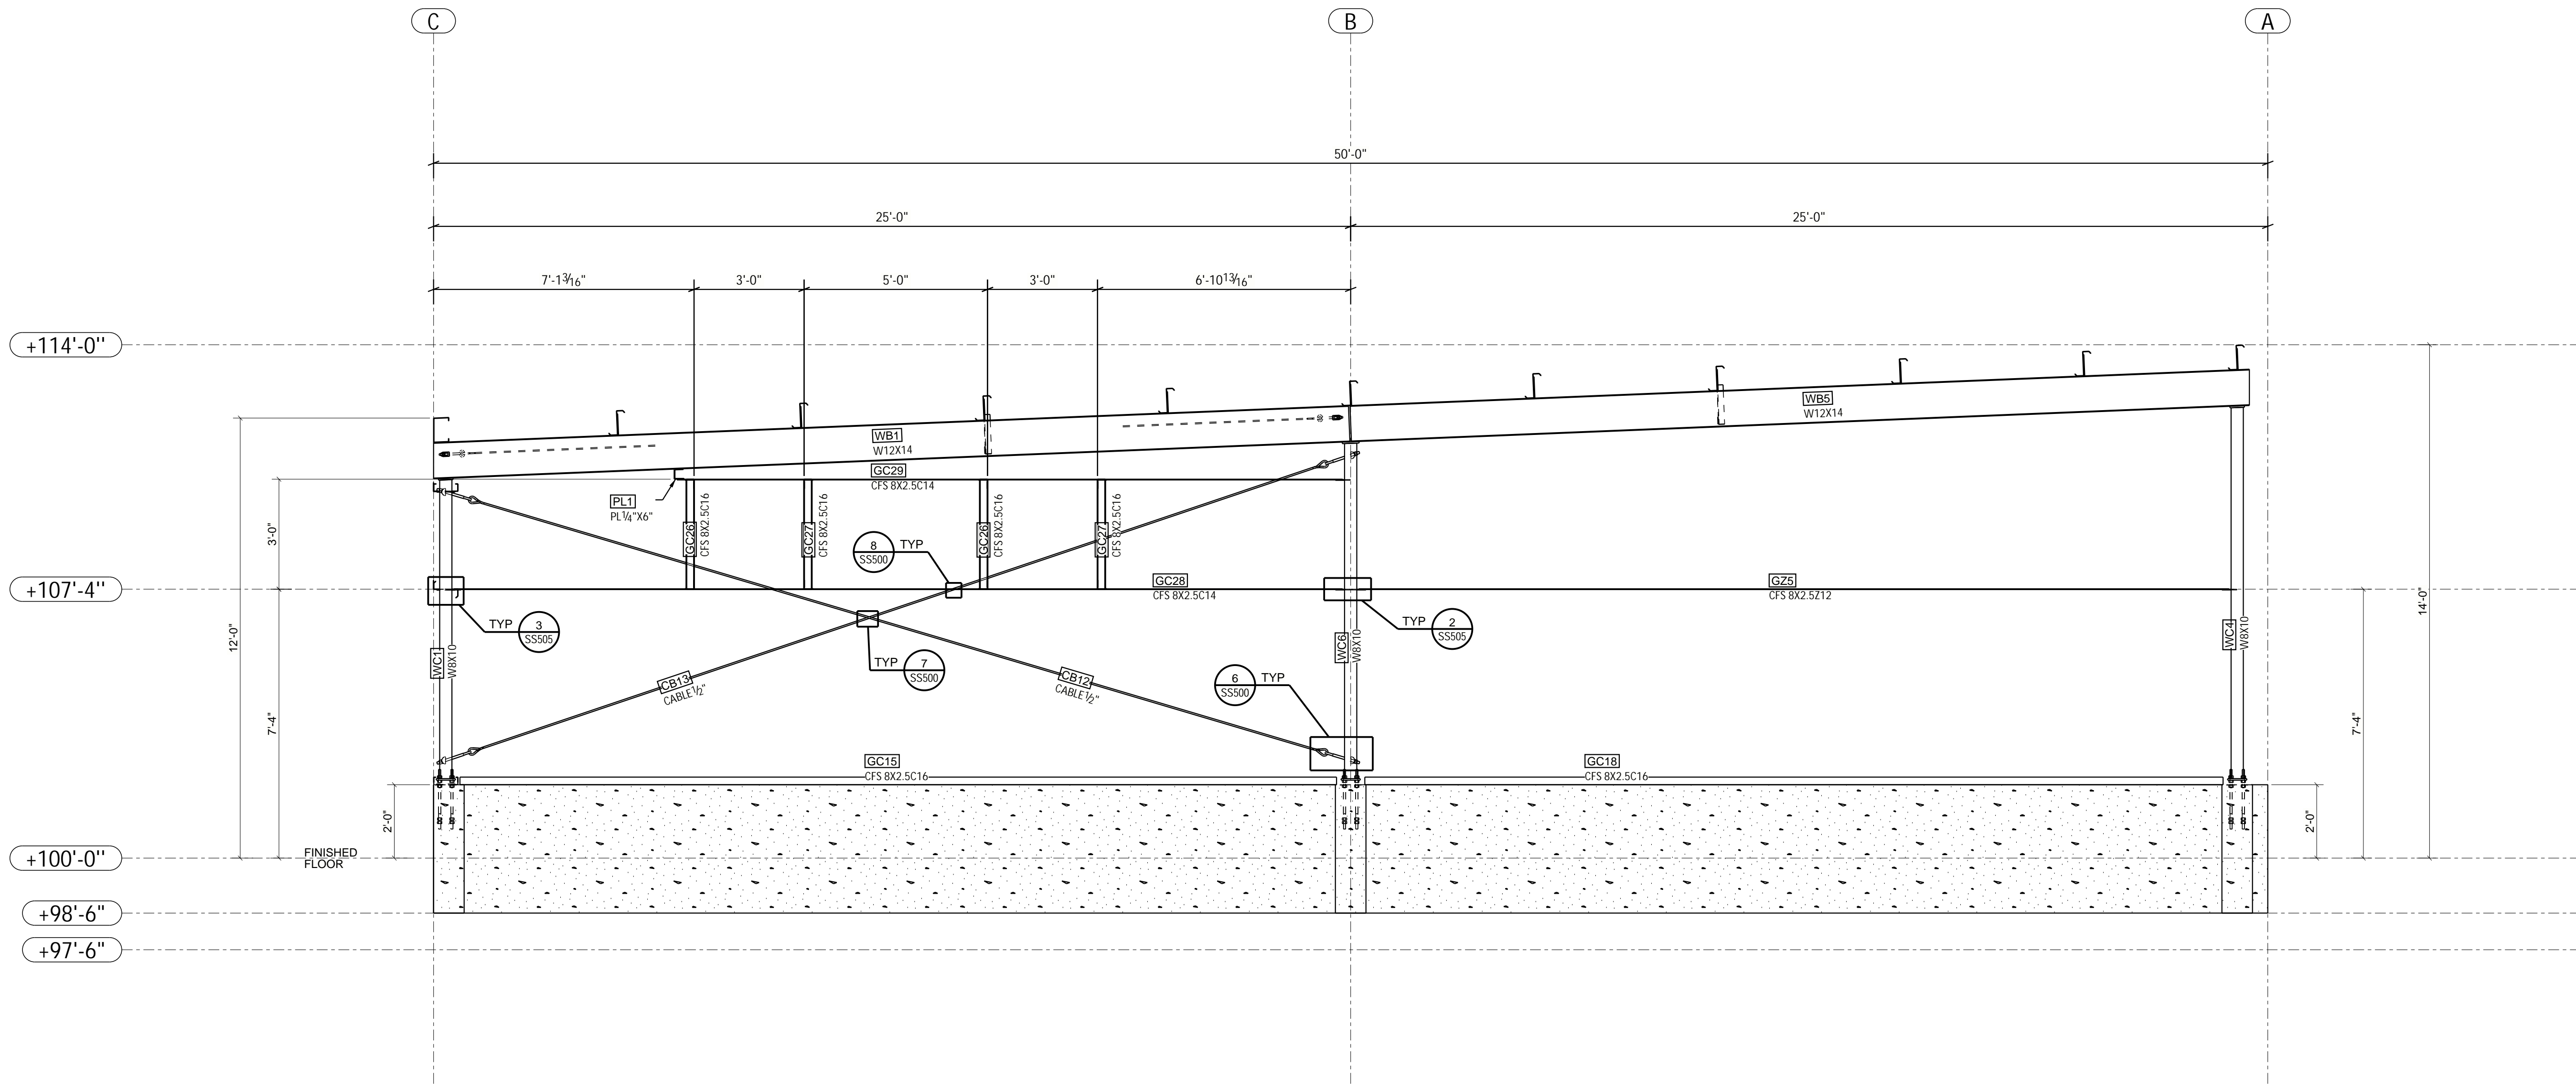 C
B
A
50'-0"
25'-0"
25'-0"
7'-1 3/16"
3'-0"
5'-0"
3'-0"
6'-10 13/16"
+114'-0"
WB5
W12X14
WB1
W12X14
GC29
CFS 8X2.5C14
PL1
PL 1/4"X6"
GC26
CFS 8X2.5C16
GC27
CFS 8X2.5C16
GC26
CFS 8X2.5C16
GC27
CFS 8X2.5C16
8
SS500
TYP
3'-0"
12'-0"
14'-0"
+107'-4"
GC28
CFS 8X2.5C14
GZ5
CFS 8X2.5Z12
TYP
3
SS505
TYP
2
SS505
WC1
W8X10
WC6
W8X10
WC4
W8X10
TYP
7
SS500
CB13
CABLE 1/2"
CB12
CABLE 1/2"
6
SS500
TYP
7'-4"
7'-4"
GC15
CFS 8X2.5C16
GC18
CFS 8X2.5C16
2'-0"
2'-0"
+100'-0"
FINISHED
FLOOR
+98'-6"
+97'-6"